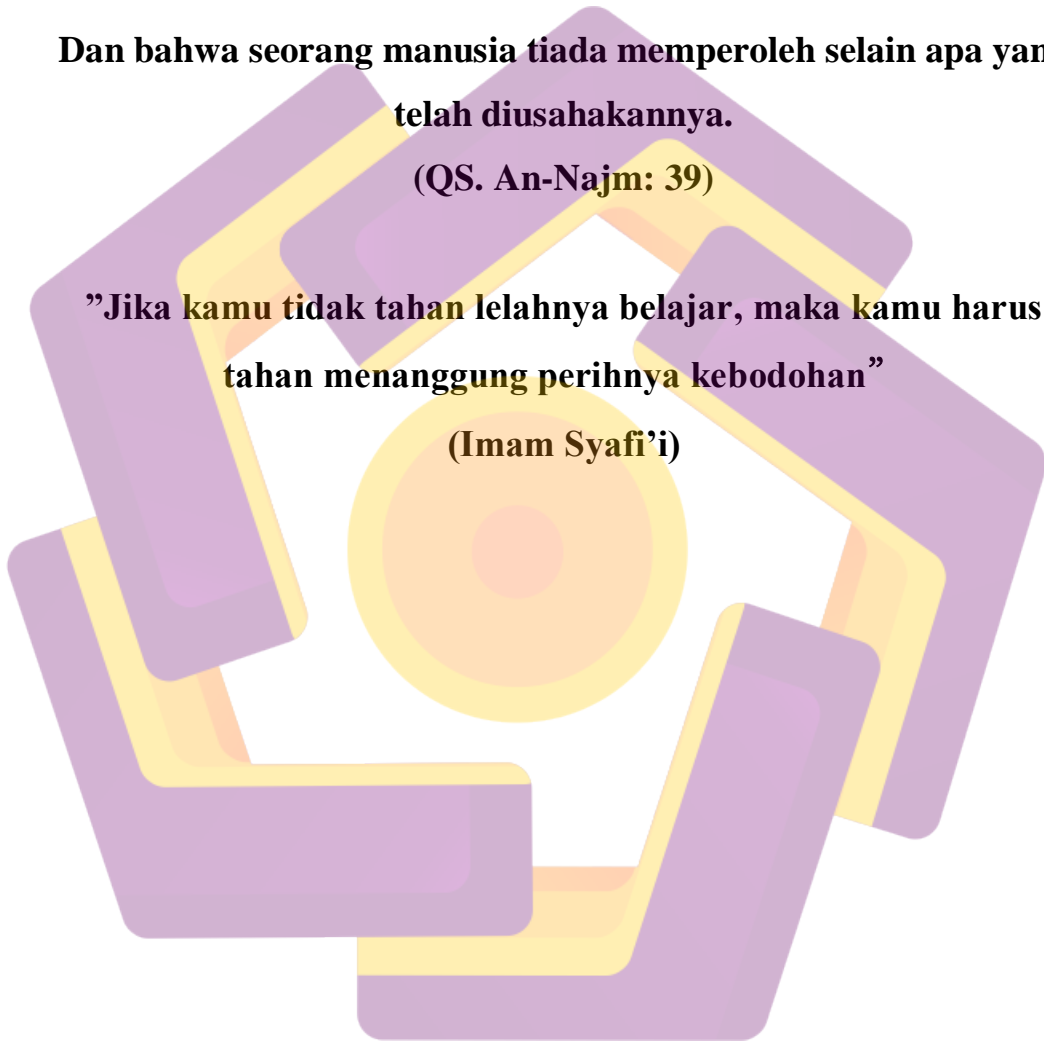 Dan bahwa seorang manusia tiada memperoleh selain apa yan
telah diusahakannya.
(QS. An-Najm: 39)
”Jika kamu tidak tahan lelahnya belajar, maka kamu harus
tahan menanggung perihnya kebodohan”
(Imam Syafi’i)